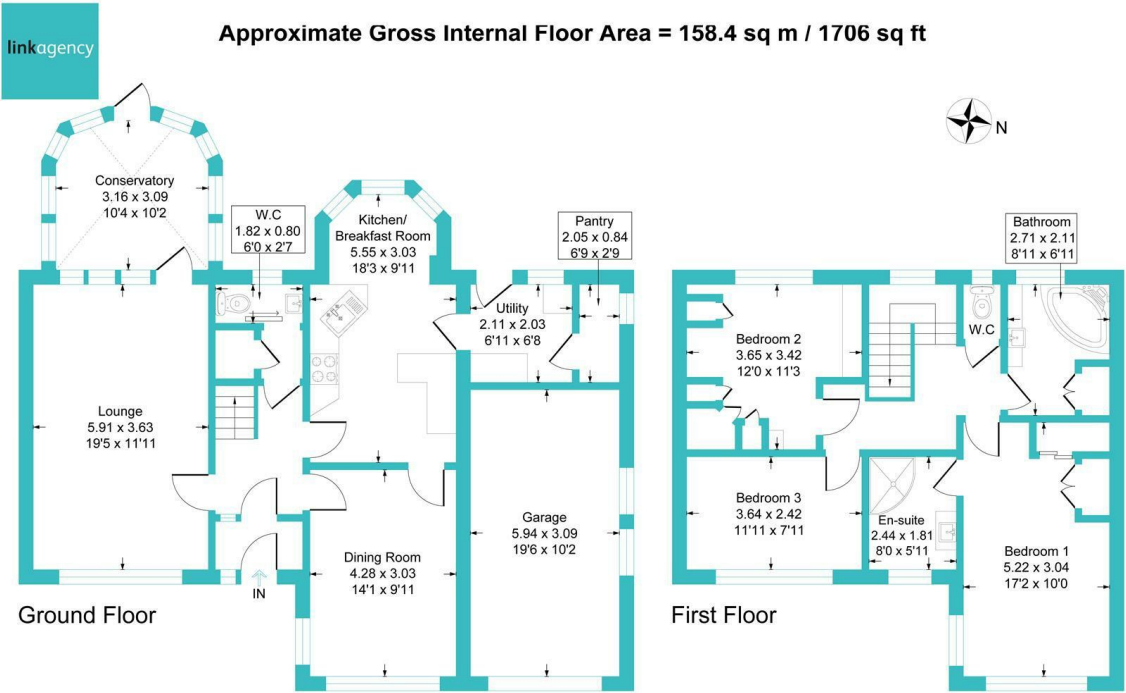 linkagency
Approximate Gross Internal Floor Area = 158.4 sq m / 1706 sq ft
N
Conservatory
3.16 x 3.09
10'4 x 10'2
W.C
1.82 x 0.80
6'0 x 2'7
Kitchen/
Breakfast Room
5.55 x 3.03
18'3 x 9'11
Pantry
2.05 x 0.84
6'9 x 2'9
Utility
2.11 x 2.03
6'11 x 6'8
Lounge
5.91 x 3.63
19'5 x 11'11
Garage
5.94 x 3.09
19'6 x 10'2
Dining Room
4.28 x 3.03
14'1 x 9'11
IN
Ground Floor
Bathroom
2.71 x 2.11
8'11 x 6'11
W.C
Bedroom 2
3.65 x 3.42
12'0 x 11'3
Bedroom 3
3.64 x 2.42
11'11 x 7'11
En-suite
2.44 x 1.81
8'0 x 5'11
Bedroom 1
5.22 x 3.04
17'2 x 10'0
First Floor